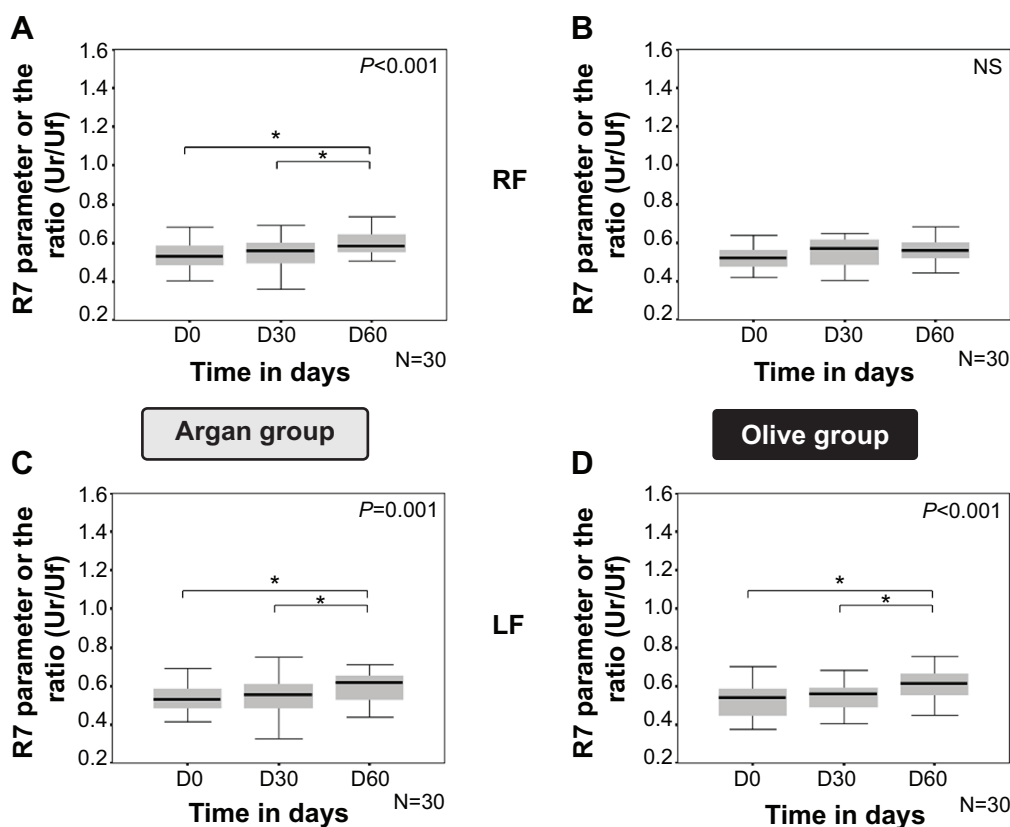 A
R7 parameter or the
ratio (Ur/Uf)
1.6
1.4
1.2
1.0
0.8
0.6
0.4
0.2
P<0.001
*
*
D0 D30 D60
Time in days
N=30
RF
B
R7 parameter or the
ratio (Ur/Uf)
1.6
1.4
1.2
1.0
0.8
0.6
0.4
0.2
NS
D0 D30 D60
Time in days
N=30
Argan group
Olive group
C
R7 parameter or the
ratio (Ur/Uf)
1.6
1.4
1.2
1.0
0.8
0.6
0.4
0.2
P=0.001
*
*
D0 D30 D60
Time in days
N=30
LF
D
R7 parameter or the
ratio (Ur/Uf)
1.6
1.4
1.2
1.0
0.8
0.6
0.4
0.2
P<0.001
*
*
D0 D30 D60
Time in days
N=30